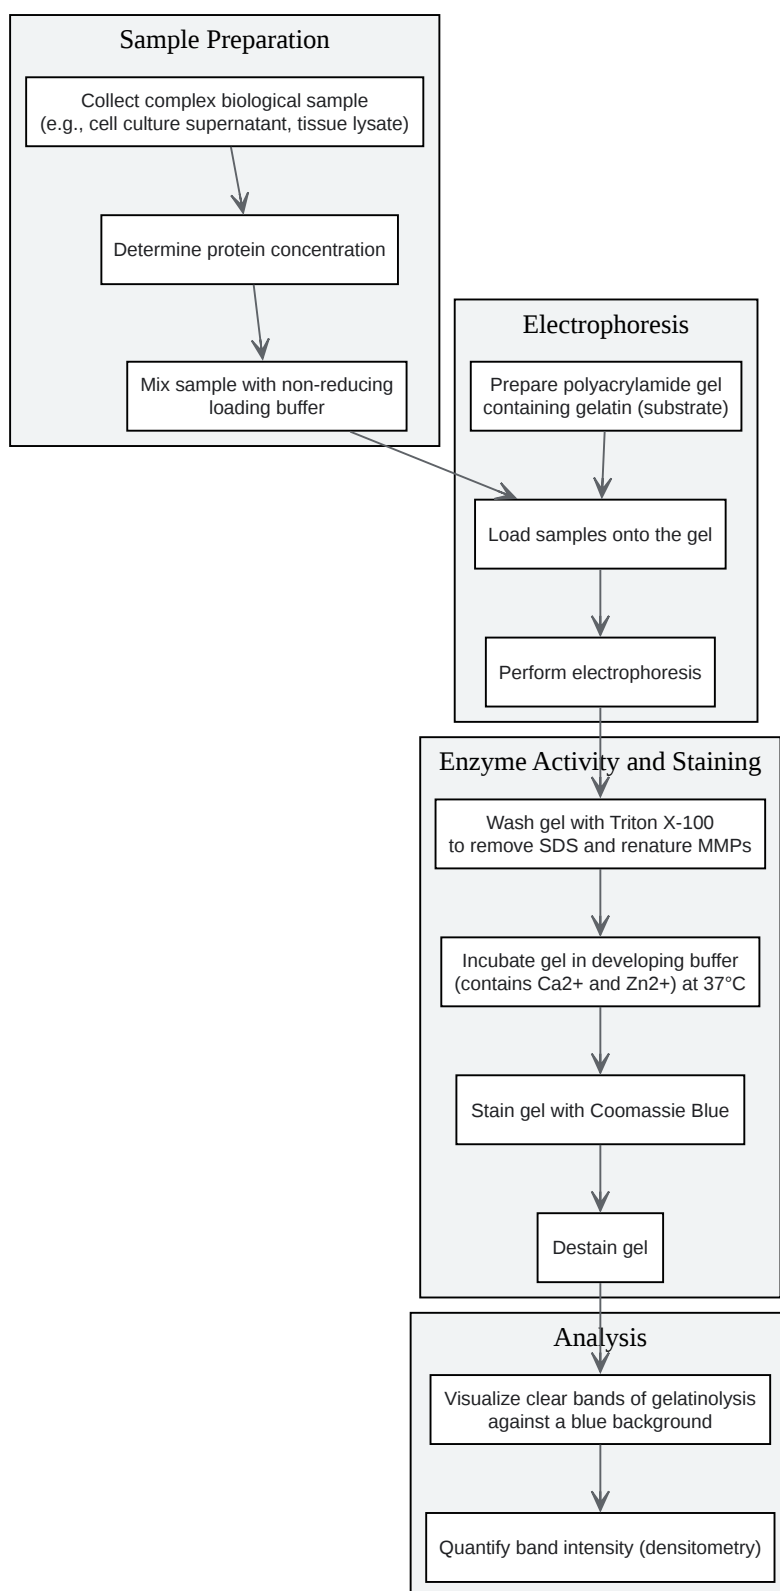 Sample Preparation
Collect complex biological sample
(e.g., cell culture supernatant, tissue lysate)
Determine protein concentration
Mix sample with non-reducing
loading buffer
Electrophoresis
Prepare polyacrylamide gel
containing gelatin (substrate)
Load samples onto the gel
Perform electrophoresis
Enzyme Activity and Staining
Wash gel with Triton X-100
to remove SDS and renature MMPs
Incubate gel in developing buffer
(contains Ca2+ and Zn2+) at 37°C
Stain gel with Coomassie Blue
Destain gel
Analysis
Visualize clear bands of gelatinolysis
against a blue background
Quantify band intensity (densitometry)